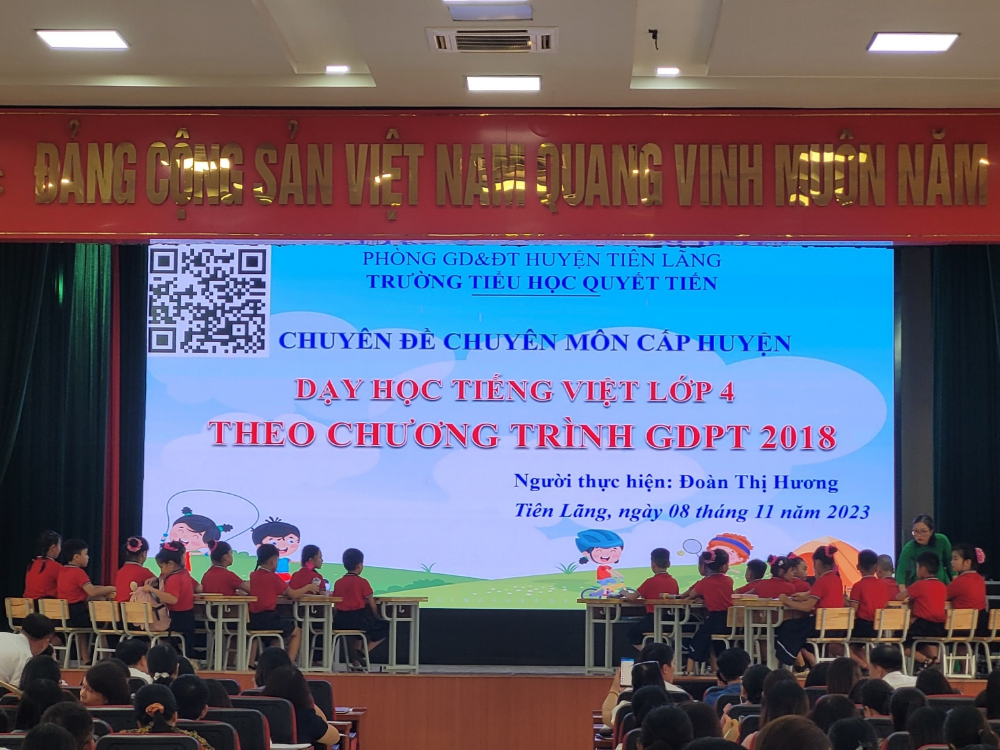 ĐẢNG CỘNG SẢN VIỆT NAM QUANG VINH MUÔN NĂM
PHÒNG GD&ĐT HUYỆN TIÊN LÃNG
TRƯỜNG TIỂU HỌC QUYẾT TIẾN
CHUYÊN ĐỀ CHUYÊN MÔN CẤP HUYỆN
DẠY HỌC TIẾNG VIỆT LỚP 4
THEO CHƯƠNG TRÌNH GDPT 2018
Người thực hiện: Đoàn Thị Hương
Tiên Lãng, ngày 08 tháng 11 năm 2023